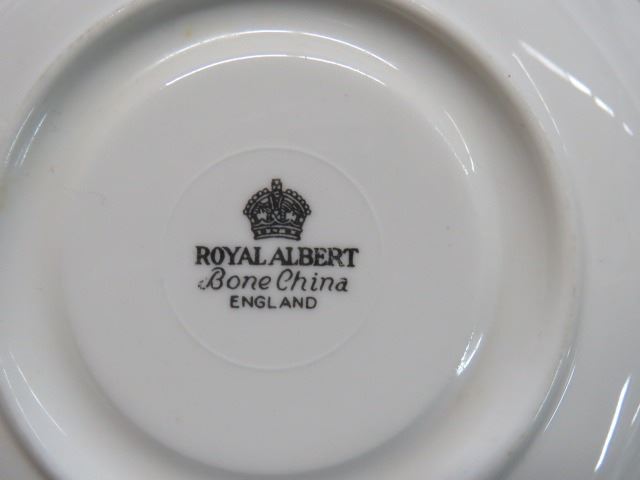 ROYAL ALBERT
Bone China
ENGLAND